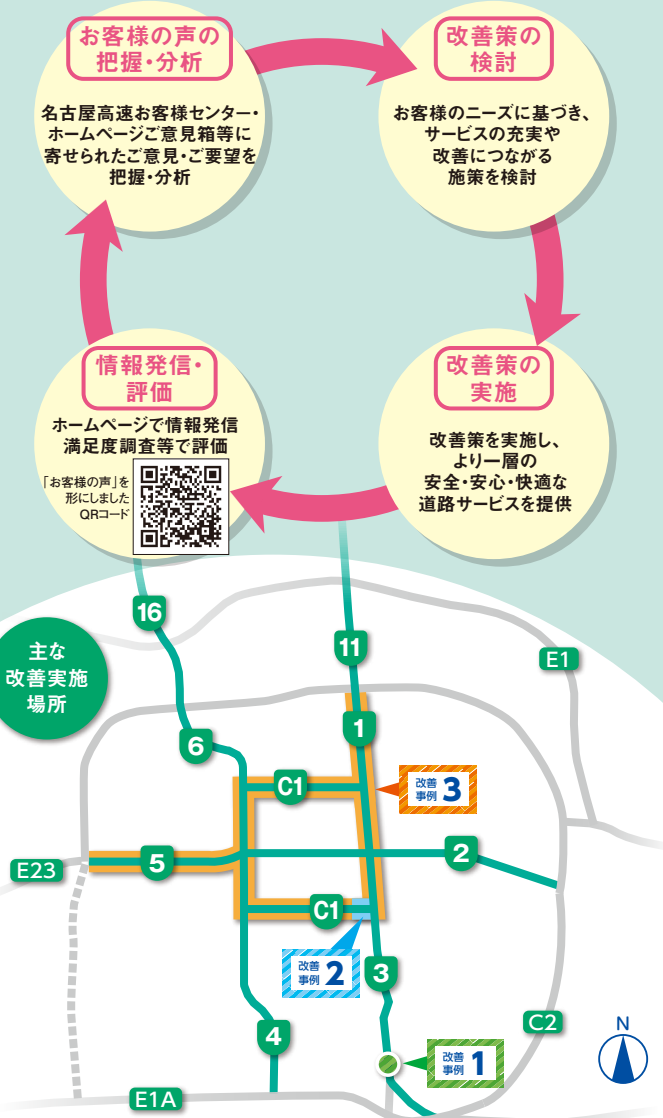 お客様の声の
把握・分析
名古屋高速お客様センター・
ホームページご意見箱等に
寄せられたご意見・ご要望を
把握・分析
改善策の
検討
お客様のニーズに基づき、
サービスの充実や
改善につながる
施策を検討
情報発信・
評価
ホームページで情報発信
満足度調査等で評価
「お客様の声」を
形にしました
QRコード
改善策の
実施
改善策を実施し、
より一層の
安全・安心・快適な
道路サービスを提供
主な
改善実施
場所
16
11
E1
1
6
C1
改善
事例 3
E23
5
2
C1
改善
事例 2
3
C2
N
4
改善
事例 1
E1A